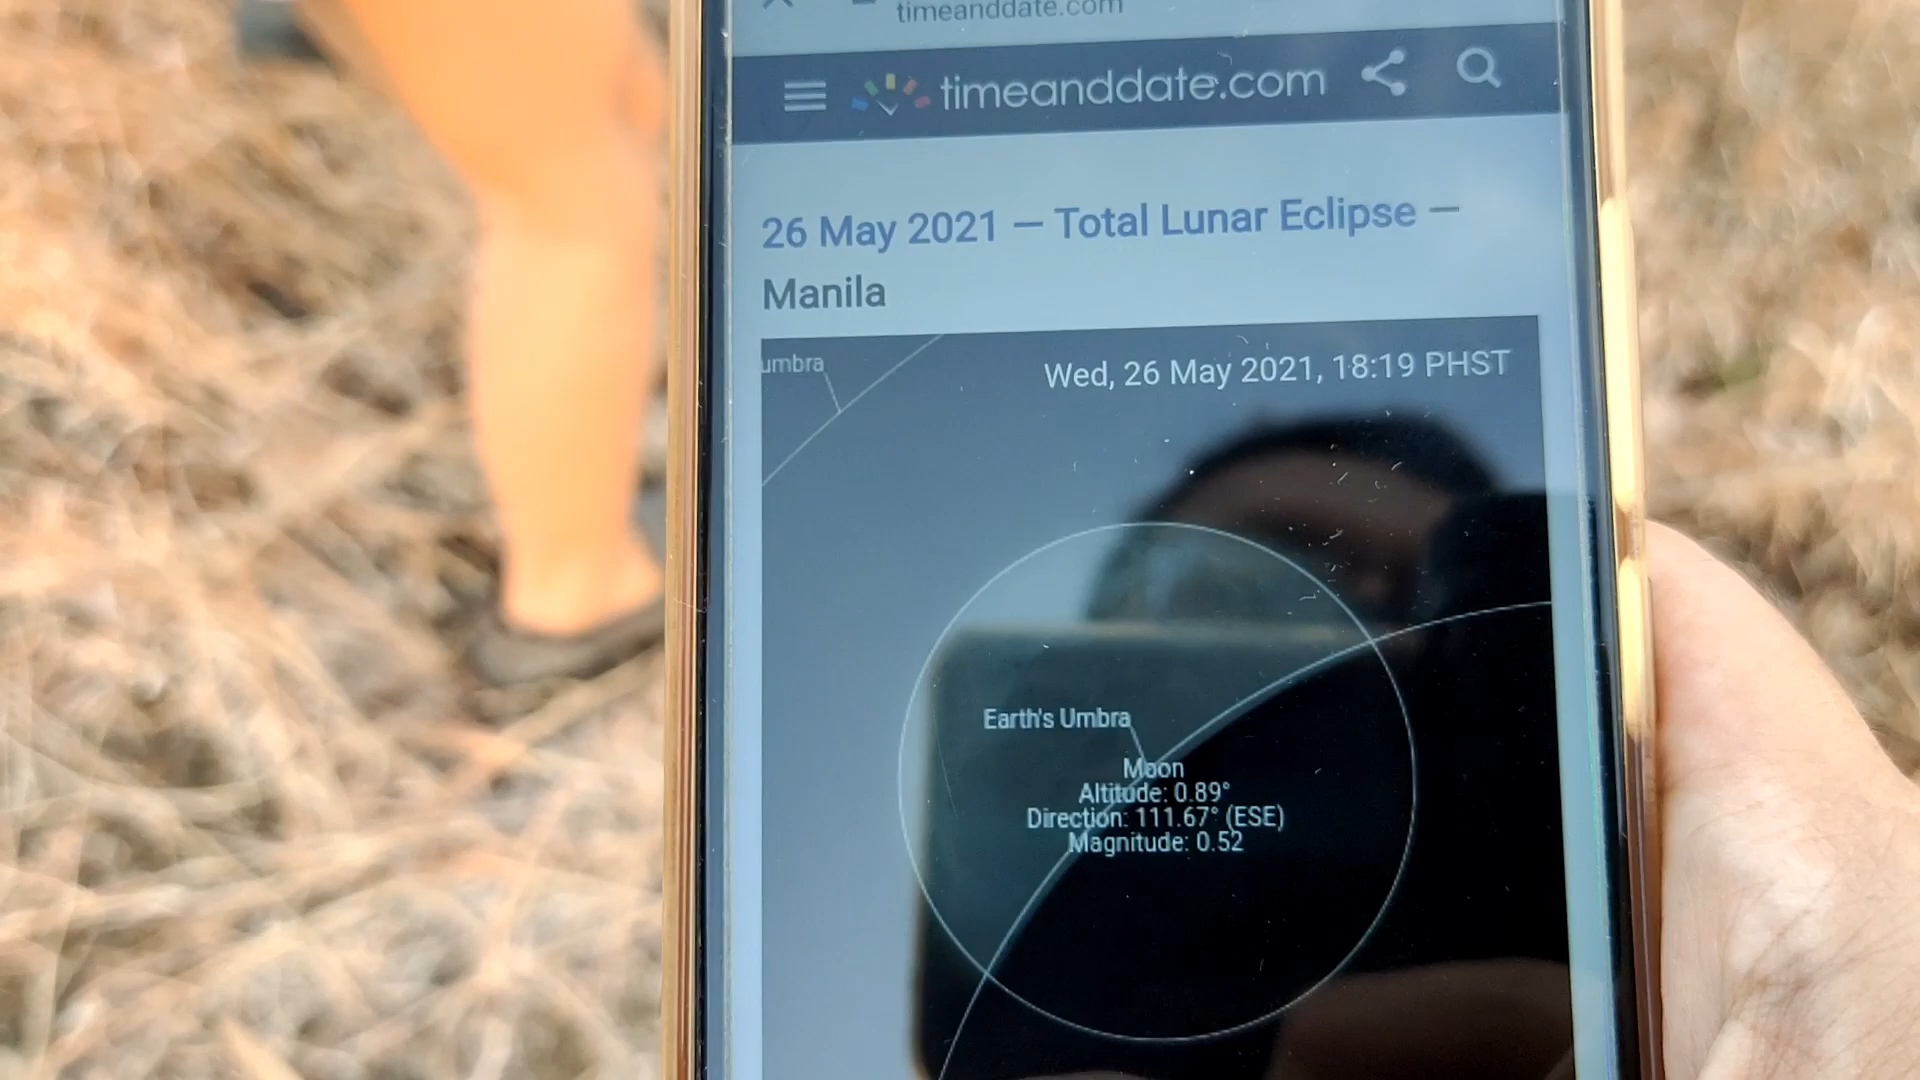 timeanddate.com
timeanddate.com
26 May 2021 — Total Lunar Eclipse —
Manila
umbra
Wed, 26 May 2021, 18:19 PHST
Earth's Umbra
Moon
Altitude: 0.89°
Direction: 111.67° (ESE)
Magnitude: 0.52